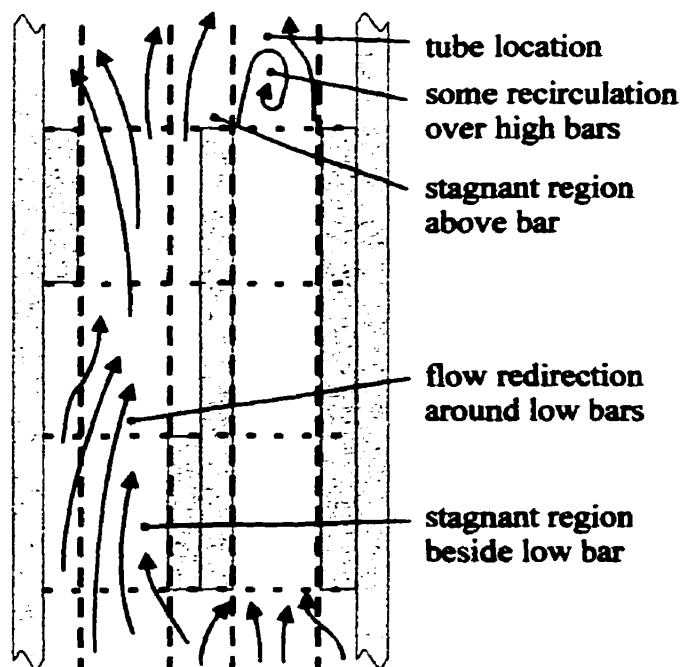 tube location
some recirculation
over high bars
stagnant region
above bar
flow redirection
around low bars
stagnant region
beside low bar